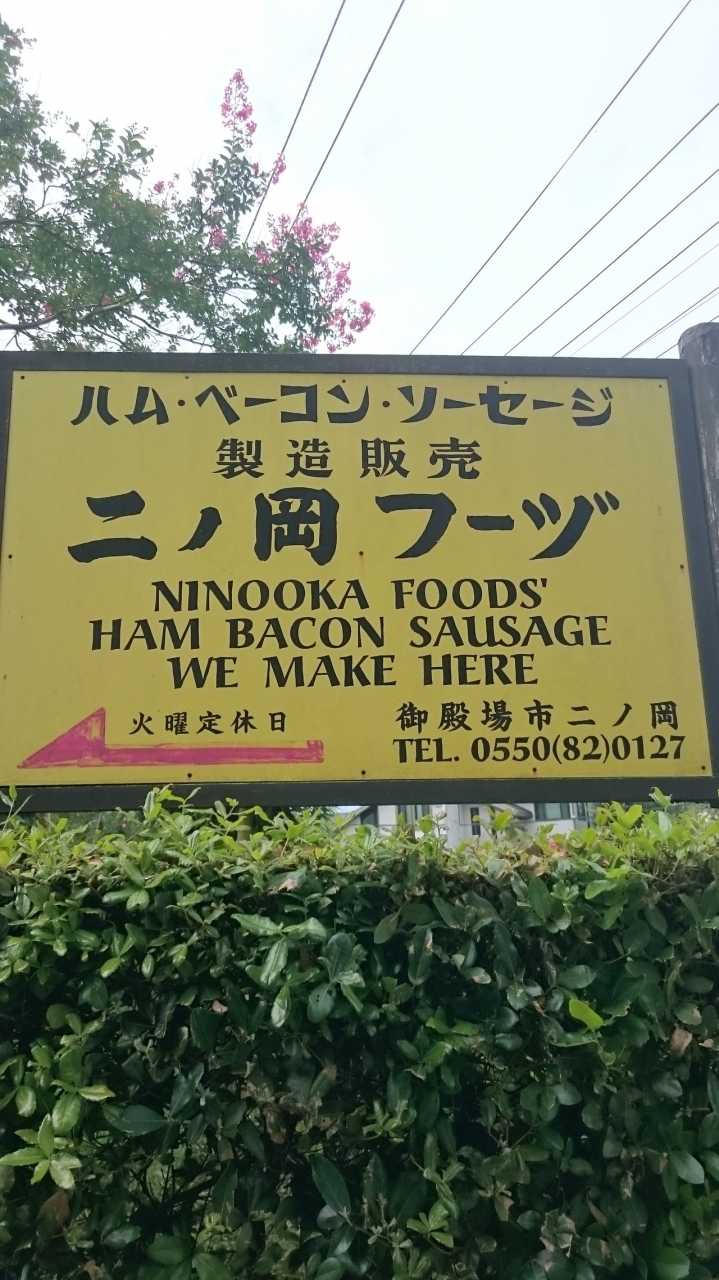 ハム・ベーコン・ソーセージ
製造販売
二ノ岡フーヅ
NINOOKA FOODS'
HAM BACON SAUSAGE
WE MAKE HERE
火曜定休日
御殿場市二ノ岡
TEL. 0550(82)0127